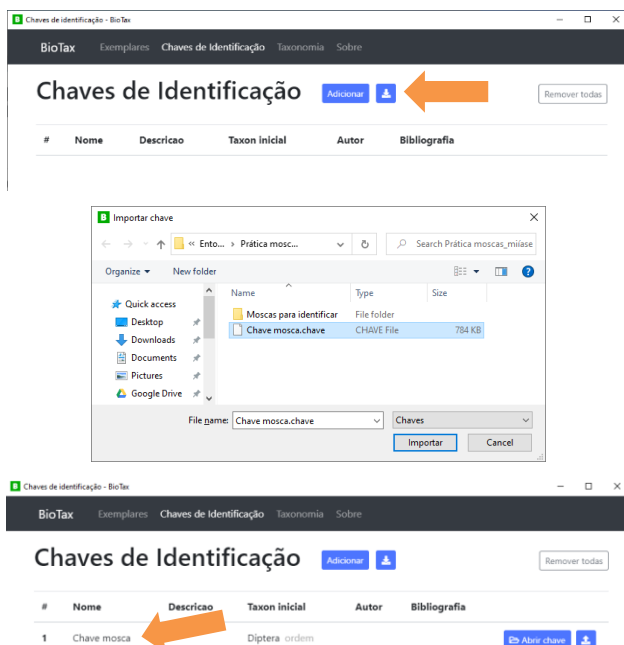 Chaves de identificação - BioTax
BioTax Exemplares Chaves de Identificação Taxonomia Sobre
Chaves de Identificação Adicionar Remover todas
# Nome Descricao Taxon inicial Autor Bibliografia
Importar chave
« Ento... › Prática mosc... Search Prática moscas_miíase
Organize New folder
Name Type Size
Quick access
Moscas para identificar File folder
Desktop
Chave mosca.chave CHAVE File 784 KB
Downloads
Documents
Pictures
Google Drive
File name: Chave mosca.chave Chaves
Importar Cancel
Chaves de identificação - BioTax
BioTax Exemplares Chaves de Identificação Taxonomia Sobre
Chaves de Identificação Adicionar Remover todas
# Nome Descricao Taxon inicial Autor Bibliografia
1 Chave mosca Diptera ordem Abrir chave